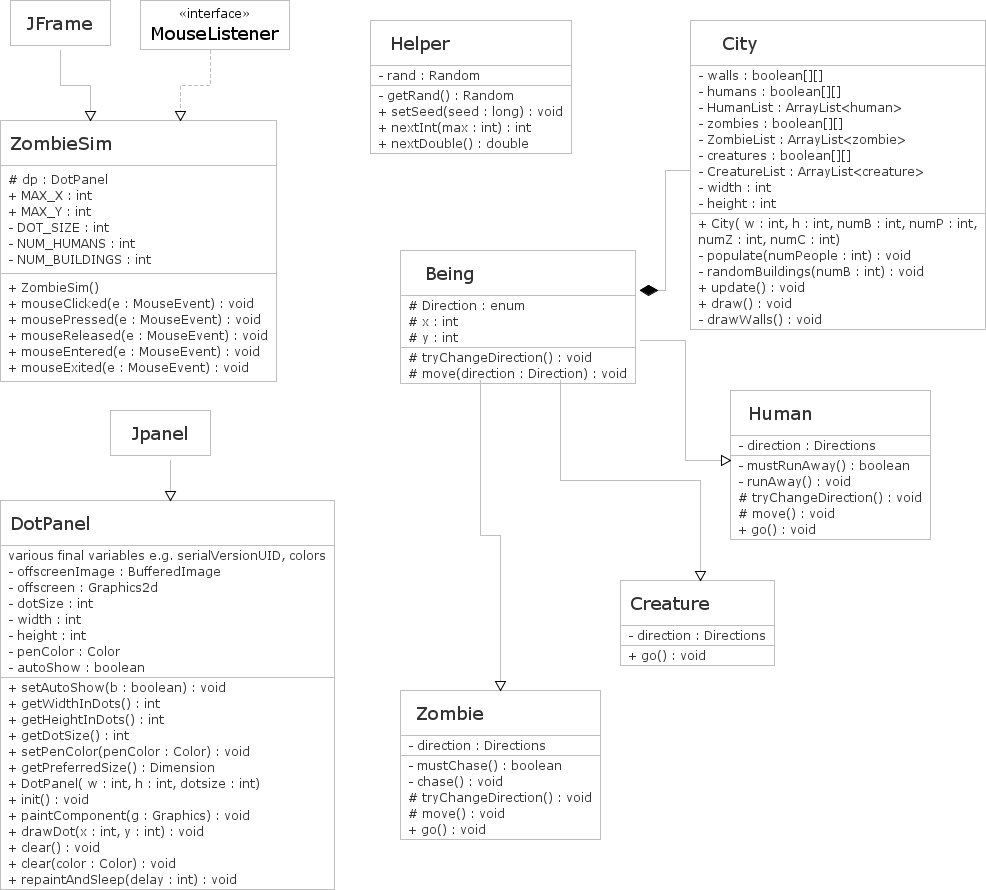 JFrame
«interface»
MouseListener
ZombieSim
# dp : DotPanel
+ MAX_X : int
+ MAX_Y : int
- DOT_SIZE : int
- NUM_HUMANS : int
- NUM_BUILDINGS : int
+ ZombieSim()
+ mouseClicked(e : MouseEvent) : void
+ mousePressed(e : MouseEvent) : void
+ mouseReleased(e : MouseEvent) : void
+ mouseEntered(e : MouseEvent) : void
+ mouseExited(e : MouseEvent) : void
Jpanel
DotPanel
various final variables e.g. serialVersionUID, colors
- offscreenImage : BufferedImage
- offscreen : Graphics2d
- dotSize : int
- width : int
- height : int
- penColor : Color
- autoShow : boolean
+ setAutoShow(b : boolean) : void
+ getWidthInDots() : int
+ getHeightInDots() : int
+ getDotSize() : int
+ setPenColor(penColor : Color) : void
+ getPreferredSize() : Dimension
+ DotPanel( w : int, h : int, dotsize : int)
+ init() : void
+ paintComponent(g : Graphics) : void
+ drawDot(x : int, y : int) : void
+ clear() : void
+ clear(color : Color) : void
+ repaintAndSleep(delay : int) : void
Helper
- rand : Random
- getRand() : Random
+ setSeed(seed : long) : void
+ nextInt(max : int) : int
+ nextDouble() : double
City
- walls : boolean[][]
- humans : boolean[][]
- HumanList : ArrayList<human>
- zombies : boolean[][]
- ZombieList : ArrayList<zombie>
- creatures : boolean[][]
- CreatureList : ArrayList<creature>
- width : int
- height : int
+ City( w : int, h : int, numB : int, numP : int,
numZ : int, numC : int)
- populate(numPeople : int) : void
- randomBuildings(numB : int) : void
+ update() : void
+ draw() : void
- drawWalls() : void
Being
# Direction : enum
# x : int
# y : int
# tryChangeDirection() : void
# move(direction : Direction) : void
Human
- direction : Directions
- mustRunAway() : boolean
- runAway() : void
# tryChangeDirection() : void
# move() : void
+ go() : void
Creature
- direction : Directions
+ go() : void
Zombie
- direction : Directions
- mustChase() : boolean
- chase() : void
# tryChangeDirection() : void
# move() : void
+ go() : void